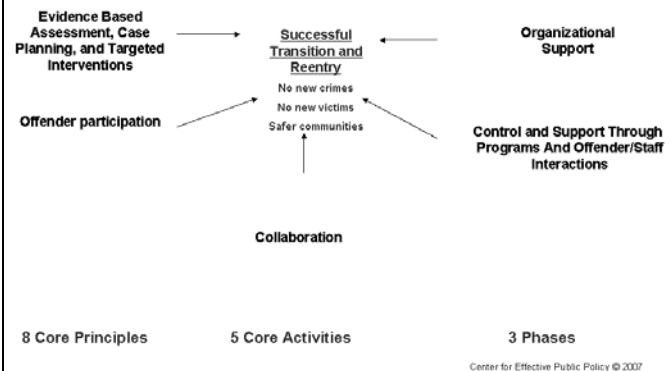 Evidence Based
Assessment, Case
Planning, and Targeted
Interventions
Successful
Transition and
Reentry
No new crimes
No new victims
Safer communities
Organizational
Support
Offender participation
Control and Support Through
Programs And Offender/Staff
Interactions
Collaboration
8 Core Principles
5 Core Activities
3 Phases
Center for Effective Public Policy © 2007